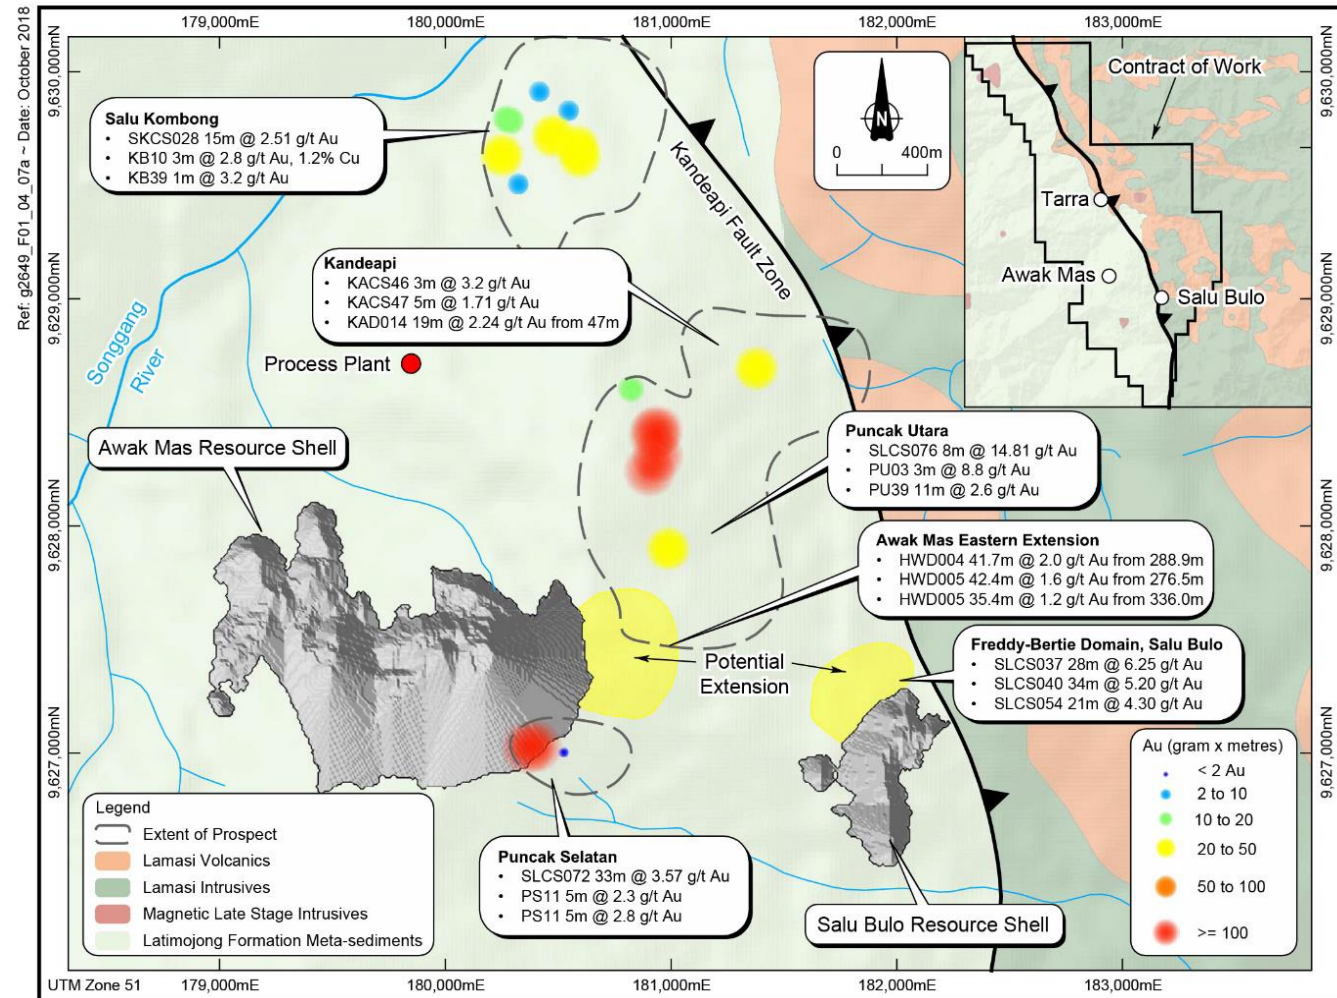 Ref: g2649_F01_04_07a ~ Date: October 2018
179,000mE
180,000mE
181,000mE
182,000mE
183,000mE
9,630,000mN
9,630,000mN
9,629,000mN
9,629,000mN
9,628,000mN
9,628,000mN
9,627,000mN
9,627,000mN
Salu Kombong
• SKCS028 15m @ 2.51 g/t Au
• KB10 3m @ 2.8 g/t Au, 1.2% Cu
• KB39 1m @ 3.2 g/t Au
N
0 400m
Contract of Work
Tarra
Awak Mas
Salu Bulo
Kandeapi Fault Zone
Kandeapi
• KACS46 3m @ 3.2 g/t Au
• KACS47 5m @ 1.71 g/t Au
• KAD014 19m @ 2.24 g/t Au from 47m
Songgang
River
Process Plant
Awak Mas Resource Shell
Puncak Utara
• SLCS076 8m @ 14.81 g/t Au
• PU03 3m @ 8.8 g/t Au
• PU39 11m @ 2.6 g/t Au
Awak Mas Eastern Extension
• HWD004 41.7m @ 2.0 g/t Au from 288.9m
• HWD005 42.4m @ 1.6 g/t Au from 276.5m
• HWD005 35.4m @ 1.2 g/t Au from 336.0m
Potential
Extension
Freddy-Bertie Domain, Salu Bulo
• SLCS037 28m @ 6.25 g/t Au
• SLCS040 34m @ 5.20 g/t Au
• SLCS054 21m @ 4.30 g/t Au
Au (gram x metres)
< 2 Au
2 to 10
10 to 20
20 to 50
50 to 100
>= 100
Legend
Extent of Prospect
Lamasi Volcanics
Lamasi Intrusives
Magnetic Late Stage Intrusives
Latimojong Formation Meta-sediments
Puncak Selatan
• SLCS072 33m @ 3.57 g/t Au
• PS11 5m @ 2.3 g/t Au
• PS11 5m @ 2.8 g/t Au
Salu Bulo Resource Shell
UTM Zone 51
179,000mE
180,000mE
181,000mE
182,000mE
183,000mE